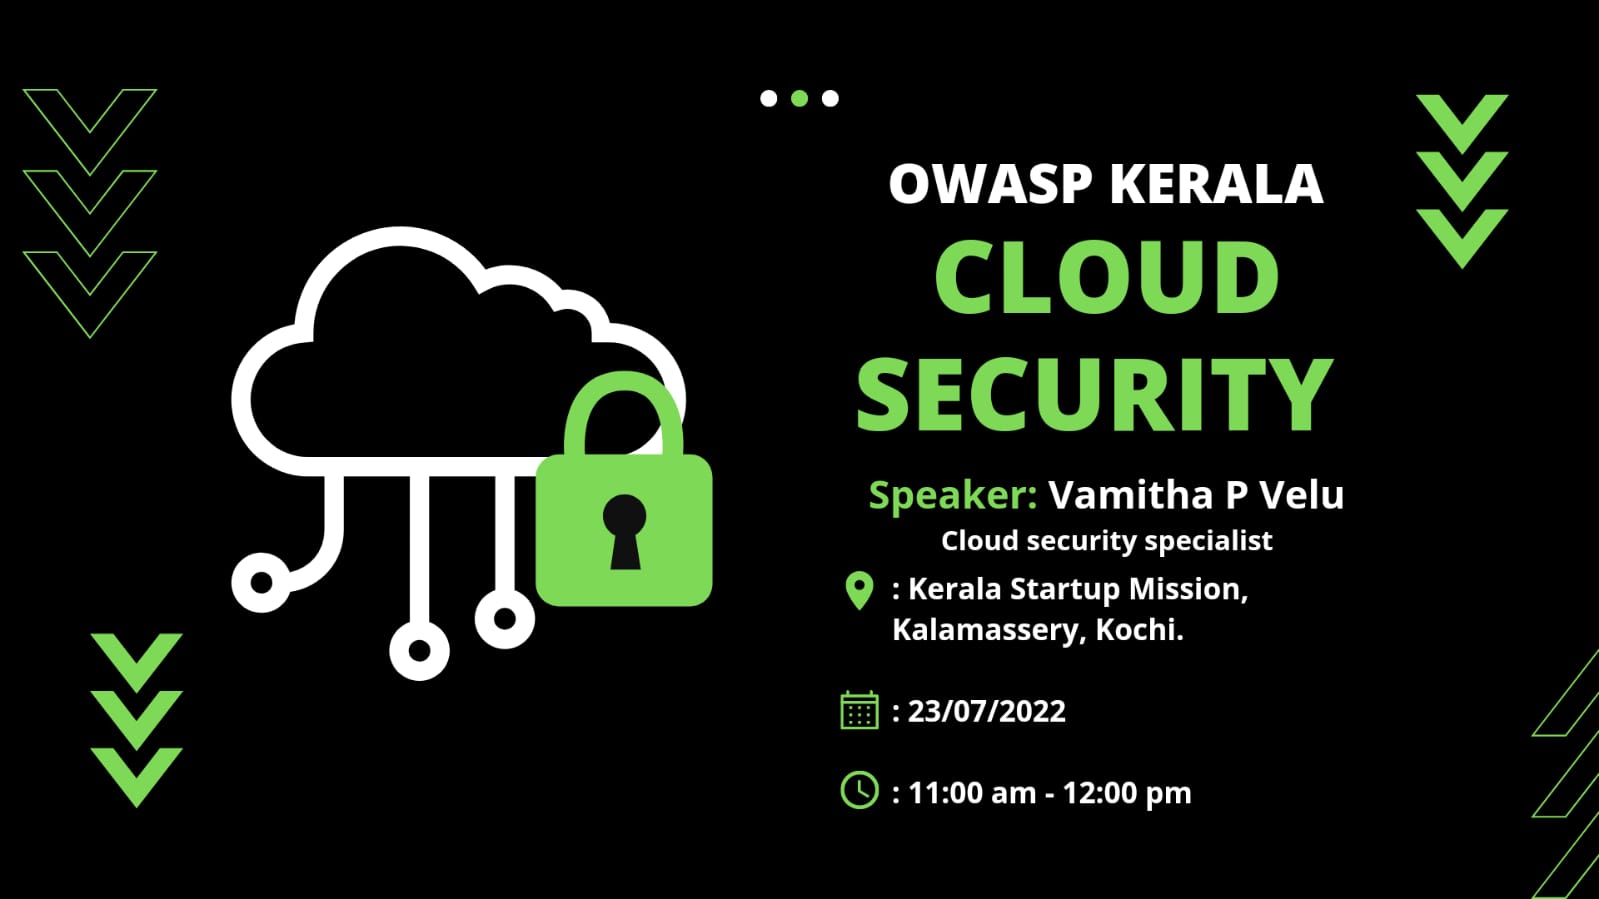 OWASP KERALA
CLOUD
SECURITY
Speaker: Vamitha P Velu
Cloud security specialist
: Kerala Startup Mission,
Kalamassery, Kochi.
: 23/07/2022
: 11:00 am - 12:00 pm